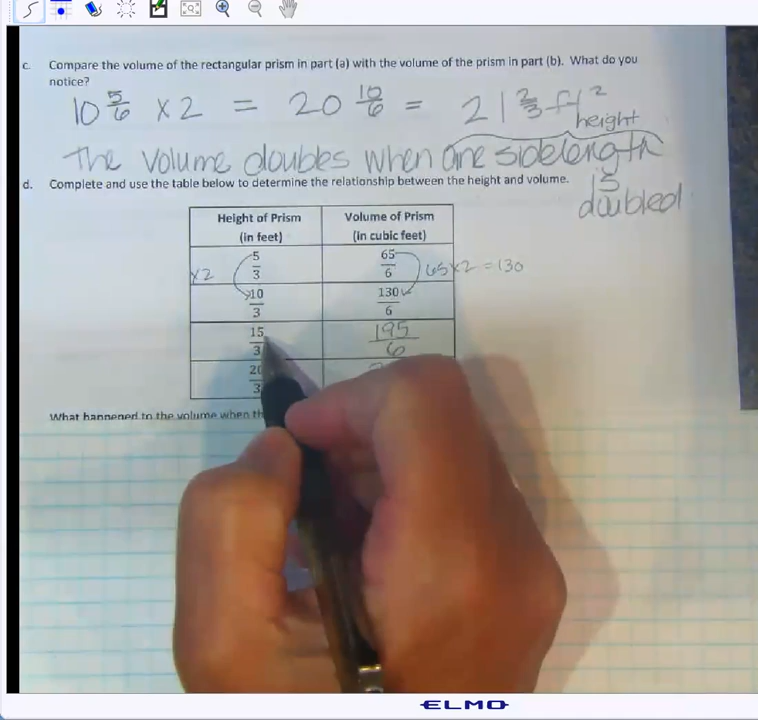 c. Compare the volume of the rectangular prism in part (a) with the volume of the prism in part (b). What do you
notice?
10 5/6 x 2 = 20 10/6 = 21 2/3 ft²
height
The volume doubles when one sidelength
is
doubled
d. Complete and use the table below to determine the relationship between the height and volume.
Height of Prism (in feet) Volume of Prism (in cubic feet)
x2 5/3 65/6 65x2=130
10/3 130/6
15/3 195/6
20/3
What happened to the volume when th
ELMO